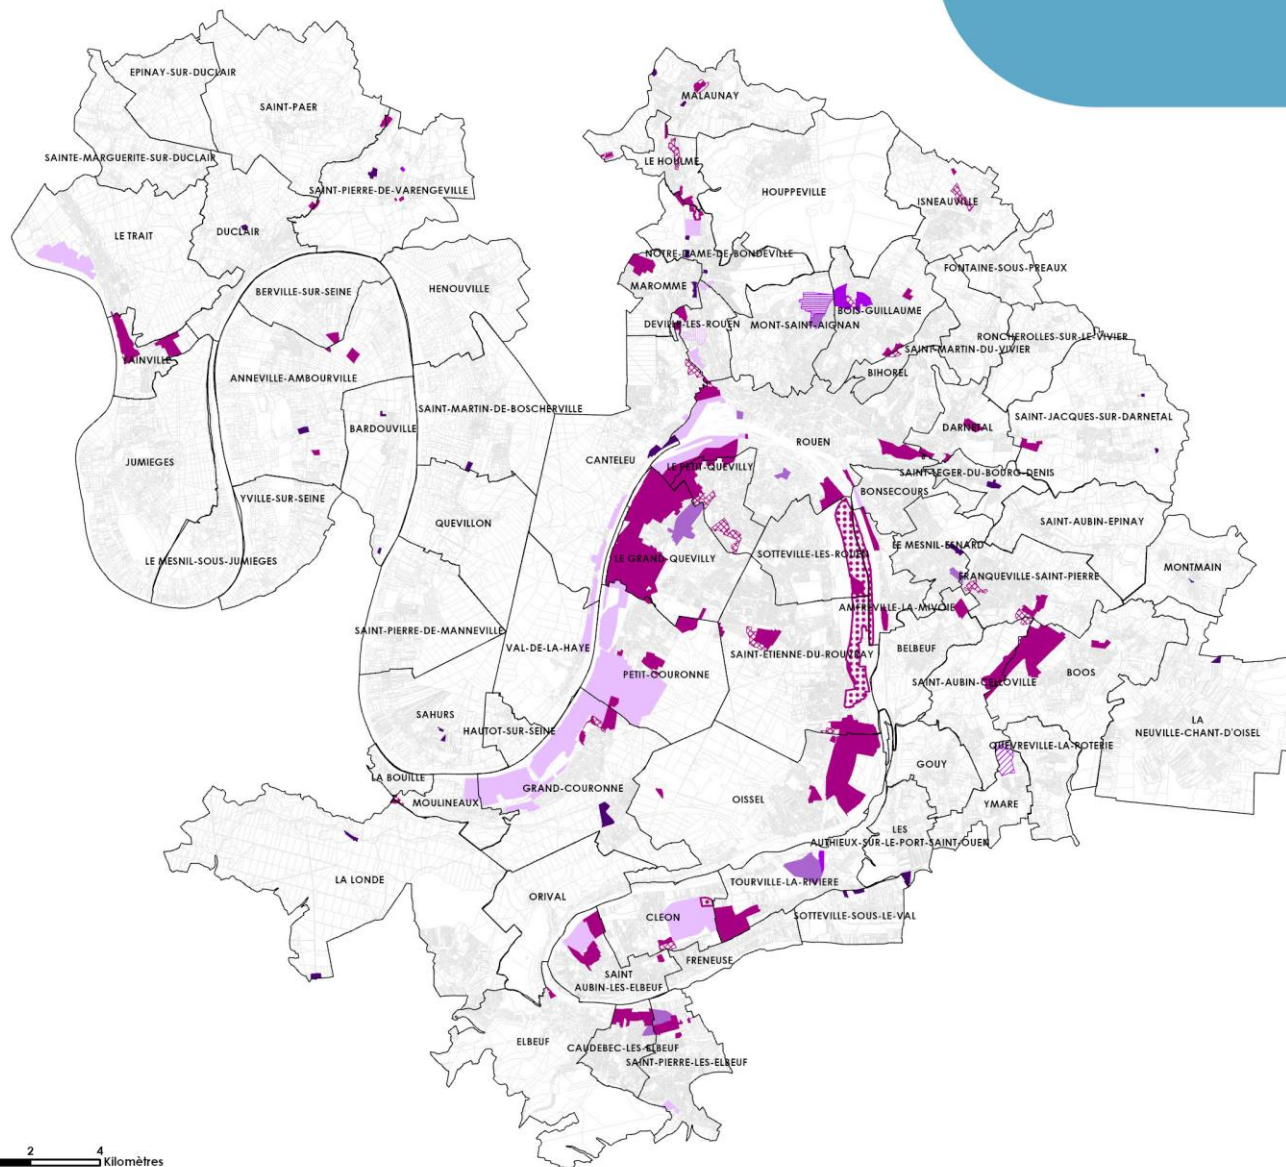 EPINAY-SUR-DUCLAIR
SAINT-PAER
MALAUNAY
SAINTE-MARGUERITE-SUR-DUCLAIR
LE HOULME
SAINT-PIERRE-DE-VARENGEVILLE
HOUPPEVILLE
ISNEAUVILLE
LE TRAIT
DUCLAIR
NOTRE-DAME-DE-BONDEVILLE
FONTAINE-SOUS-PREAUX
BERVILLE-SUR-SEINE
HENOUVILLE
MAROMME
BOIS-GUILLAUME
DEVILLE-LES-ROUEN
MONT-SAINT-AIGNAN
RONCHEROLLES-SUR-LE-VIVIER
SAINT-MARTIN-DU-VIVIER
YAINVILLE
BIHOREL
ANNEVILLE-AMBOURVILLE
SAINT-MARTIN-DE-BOSCHERVILLE
SAINT-JACQUES-SUR-DARNETAL
BARDOUVILLE
DARNETAL
ROUEN
JUMIEGES
CANTELEU
LE PETIT-QUEVILLY
SAINT-LEGER-DU-BOURG-DENIS
BONSECOURS
YVILLE-SUR-SEINE
QUEVILLON
SAINT-AUBIN-EPINAY
LE MESNIL-ESNARD
LE MESNIL-SOUS-JUMIEGES
LE GRAND-QUEVILLY
SOTTEVILLE-LES-ROUEN
MONTMAIN
FRANQUEVILLE-SAINT-PIERRE
AMFREVILLE-LA-MIVOIE
SAINT-PIERRE-DE-MANNEVILLE
VAL-DE-LA-HAYE
SAINT-ETIENNE-DU-ROUVRAY
BELBEUF
PETIT-COURONNE
SAINT-AUBIN-CELLOVILLE
BOOS
SAHURS
HAUTOT-SUR-SEINE
LA
NEUVILLE-CHANT-D'OISEL
QUEVREVILLE-LA-POTERIE
GOUY
LA BOUILLE
GRAND-COURONNE
MOULINEAUX
OISSEL
YMARE
LES
AUTHIEUX-SUR-LE-PORT-SAINT-OUEN
LA LONDE
TOURVILLE-LA-RIVIERE
ORIVAL
CLEON
SOTTEVILLE-SOUS-LE-VAL
FRENEUSE
SAINT
AUBIN-LES-ELBEUF
ELBEUF
CAUDEBEC-LES-ELBEUF
SAINT-PIERRE-LES-ELBEUF
2 4
Kilomètres